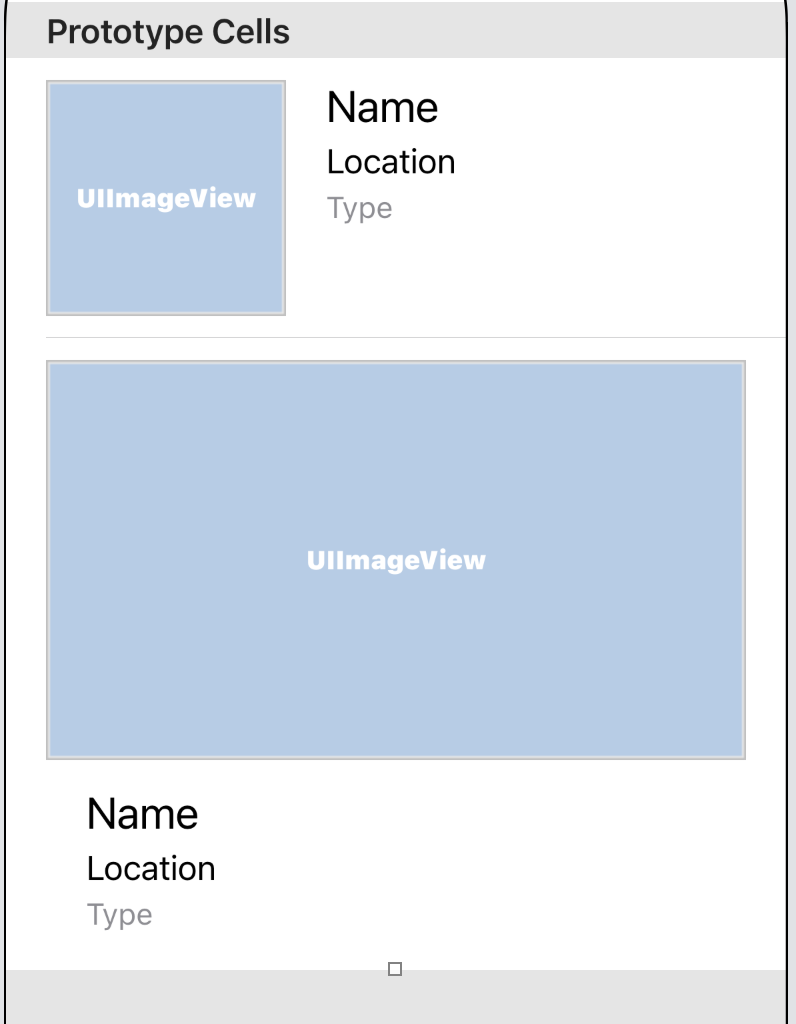 Prototype Cells
UIImageView
Name
Location
Type
UIImageView
Name
Location
Type